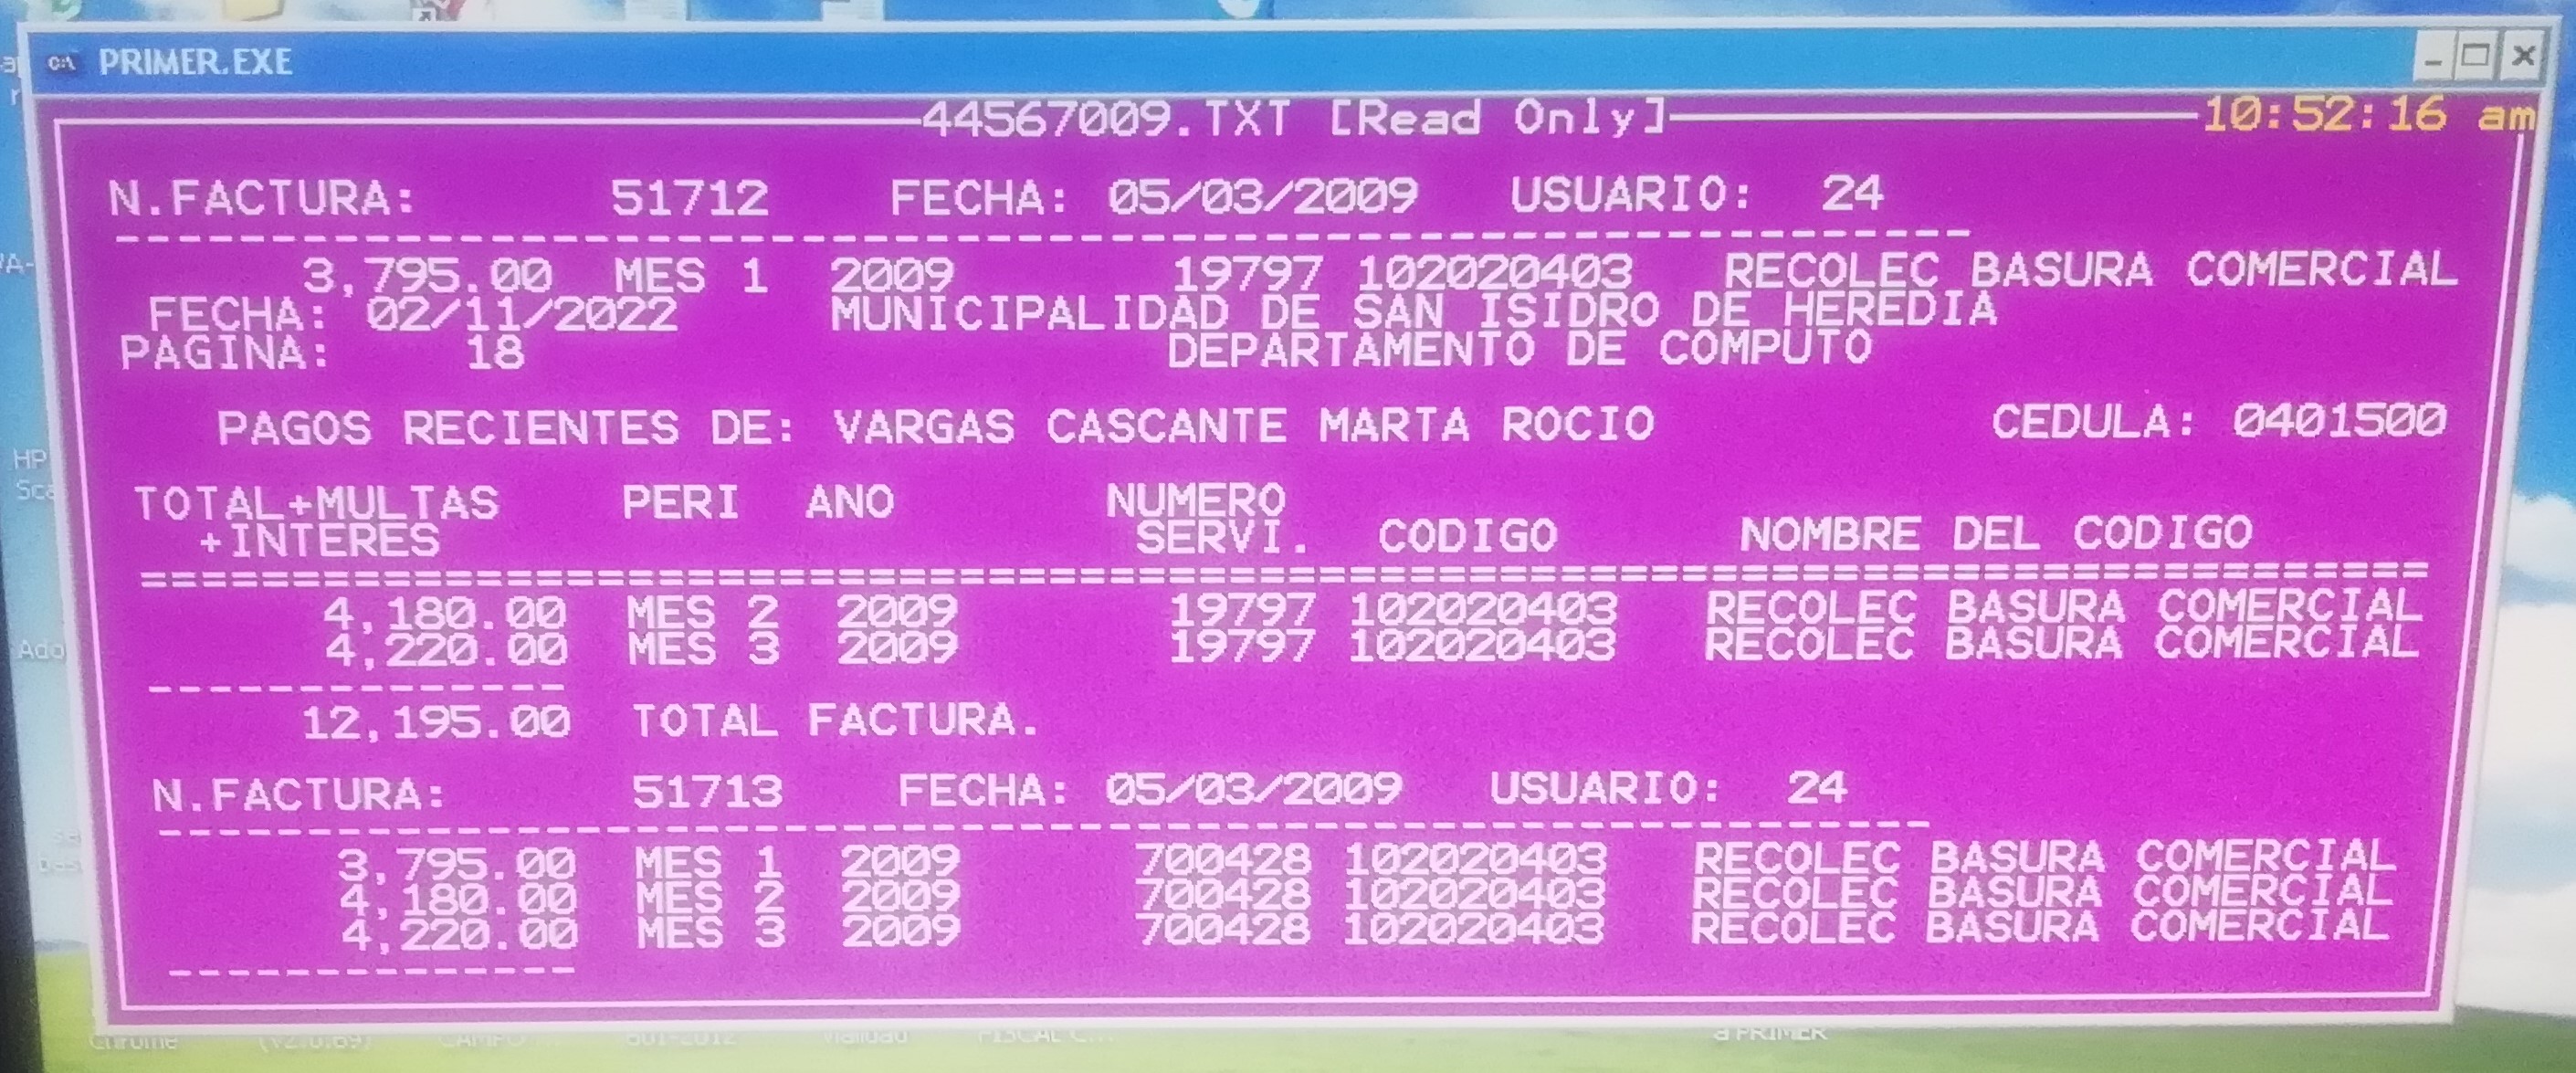 PRIMER.EXE
44567009.TXT [Read Only] 10:52:16 am
N.FACTURA: 51712 FECHA: 05/03/2009 USUARIO: 24
--------------------------------------------------------------
3,795.00 MES 1 2009 19797 102020403 RECOLEC BASURA COMERCIAL
FECHA: 02/11/2022 MUNICIPALIDAD DE SAN ISIDRO DE HEREDIA
PAGINA: 18 DEPARTAMENTO DE COMPUTO
PAGOS RECIENTES DE: VARGAS CASCANTE MARTA ROCIO CEDULA: 0401500
TOTAL+MULTAS PERI ANO NUMERO
+INTERES SERVI. CODIGO NOMBRE DEL CODIGO
============================================================================
4,180.00 MES 2 2009 19797 102020403 RECOLEC BASURA COMERCIAL
4,220.00 MES 3 2009 19797 102020403 RECOLEC BASURA COMERCIAL
--------------
12,195.00 TOTAL FACTURA.
N.FACTURA: 51713 FECHA: 05/03/2009 USUARIO: 24
--------------------------------------------------------------
3,795.00 MES 1 2009 700428 102020403 RECOLEC BASURA COMERCIAL
4,180.00 MES 2 2009 700428 102020403 RECOLEC BASURA COMERCIAL
4,220.00 MES 3 2009 700428 102020403 RECOLEC BASURA COMERCIAL
--------------
HP
Chrome
a PRIMER